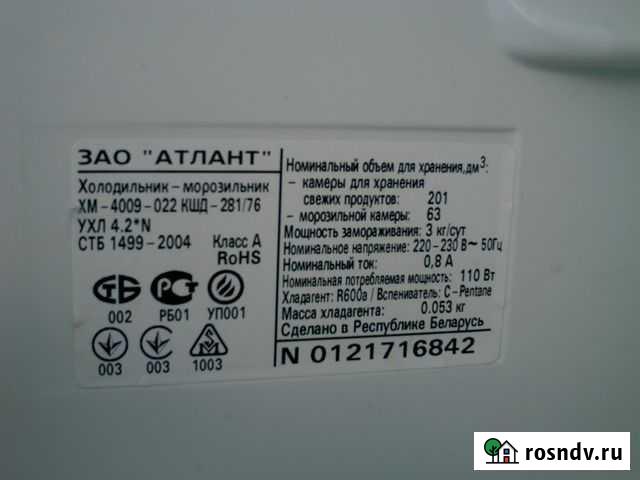 ЗАО "АТЛАНТ"
Холодильник – морозильник
ХМ – 4009 – 022 КШД – 281/76
УХЛ 4.2*N
СТБ 1499 – 2004 Класс А
RoHS
СТБ РСТ
002 РБ01 УП001
003 003 1003
Номинальный объем для хранения,дм³:
– камеры для хранения
свежих продуктов: 201
– морозильной камеры: 63
Мощность замораживания: 3 кг/сут
Номинальное напряжение: 220 – 230 В ~ 50Гц
Номинальный ток: 0,8 А
Номинальная потребляемая мощность: 110 Вт
Хладагент: R600a / Вспениватель: C – Pentane
Масса хладагента: 0.053 кг
Сделано в Республике Беларусь
N 0121716842
rosndv.ru